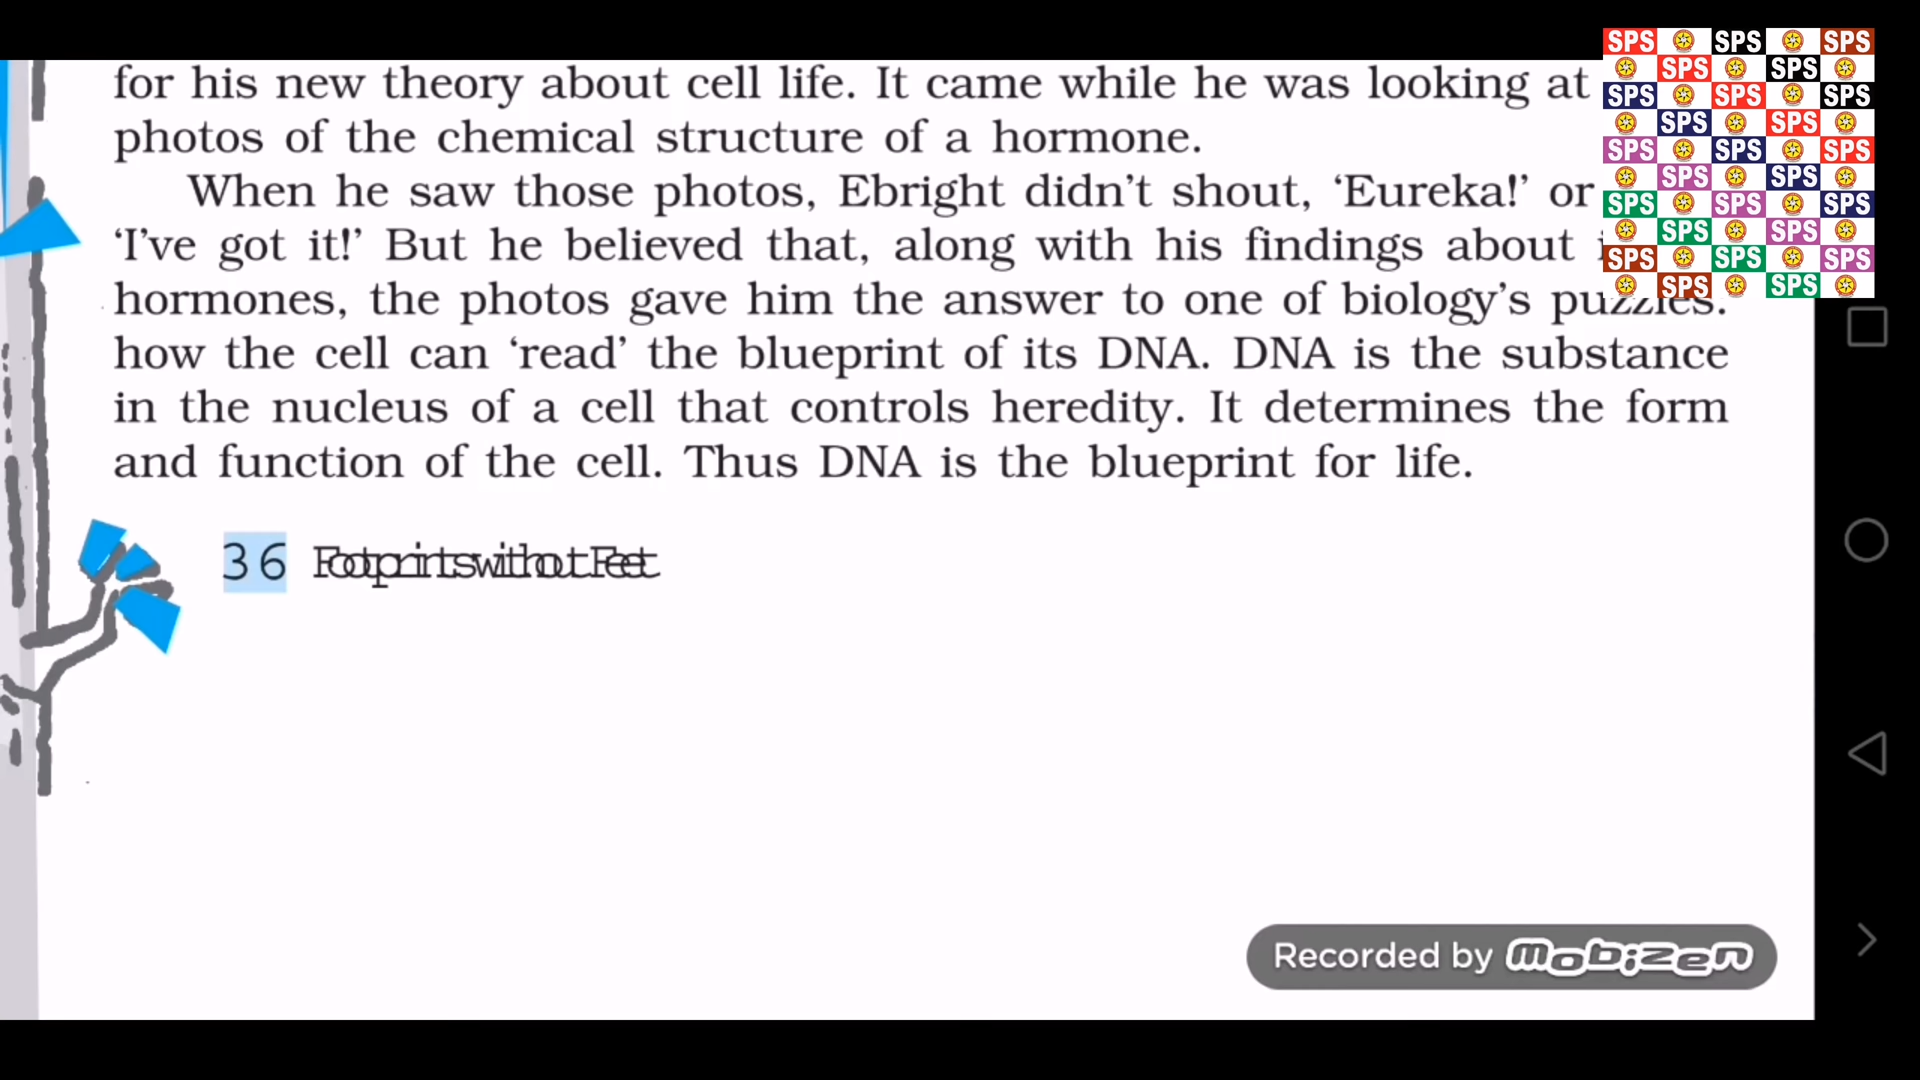 for his new theory about cell life. It came while he was looking at
photos of the chemical structure of a hormone.
When he saw those photos, Ebright didn't shout, 'Eureka!' or
'I've got it!' But he believed that, along with his findings about
hormones, the photos gave him the answer to one of biology's puzzles:
how the cell can 'read' the blueprint of its DNA. DNA is the substance
in the nucleus of a cell that controls heredity. It determines the form
and function of the cell. Thus DNA is the blueprint for life.
36 Footprints without Feet
Recorded by mobizen
SPS SPS SPS
SPS SPS
SPS SPS SPS
SPS SPS
SPS SPS SPS
SPS SPS
SPS SPS SPS
SPS SPS
SPS SPS SPS
SPS SPS